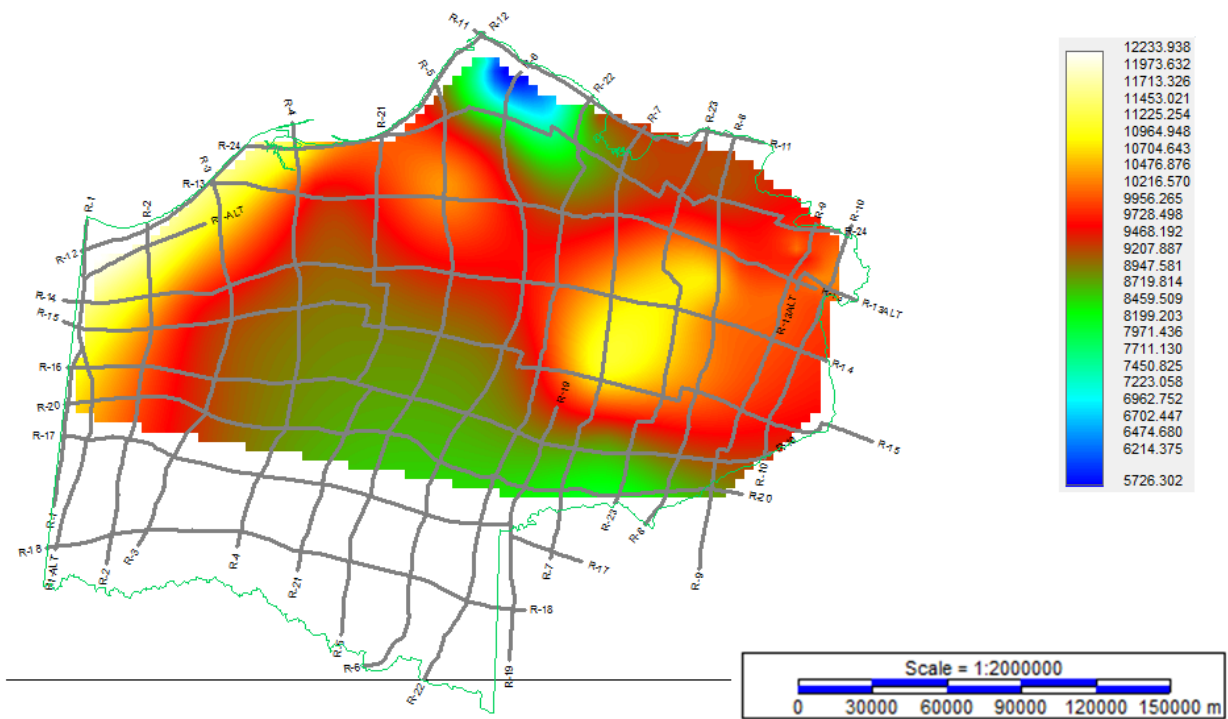 R-11
R-12
R-6
R-5
R-22
R-7
R-23
R-8
R-11
R-4
R-21
R-24
R-3
R-13
R-1
R-2
R-ALT
R-12
R-9
R-10
R-24
R-14
R-15
R-13ALT
R-13ALT
R-16
R-14
R-20
R-19
R-17
R-15
R-10
R-20
R-1
R-23
R-8
R-18
R-1-ALT
R-2
R-3
R-4
R-21
R-7
R-17
R-9
R-18
R-5
R-6
R-22
R-19
12233.938
11973.632
11713.326
11453.021
11225.254
10964.948
10704.643
10476.876
10216.570
9956.265
9728.498
9468.192
9207.887
8947.581
8719.814
8459.509
8199.203
7971.436
7711.130
7450.825
7223.058
6962.752
6702.447
6474.680
6214.375
5726.302
Scale = 1:2000000
0 30000 60000 90000 120000 150000 m